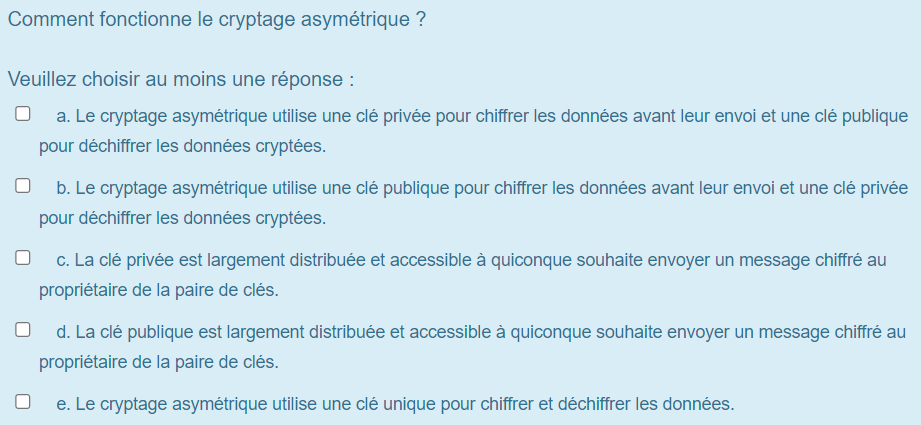 Comment fonctionne le cryptage asymétrique ?
Veuillez choisir au moins une réponse :
a. Le cryptage asymétrique utilise une clé privée pour chiffrer les données avant leur envoi et une clé publique
pour déchiffrer les données cryptées.
b. Le cryptage asymétrique utilise une clé publique pour chiffrer les données avant leur envoi et une clé privée
pour déchiffrer les données cryptées.
c. La clé privée est largement distribuée et accessible à quiconque souhaite envoyer un message chiffré au
propriétaire de la paire de clés.
d. La clé publique est largement distribuée et accessible à quiconque souhaite envoyer un message chiffré au
propriétaire de la paire de clés.
e. Le cryptage asymétrique utilise une clé unique pour chiffrer et déchiffrer les données.